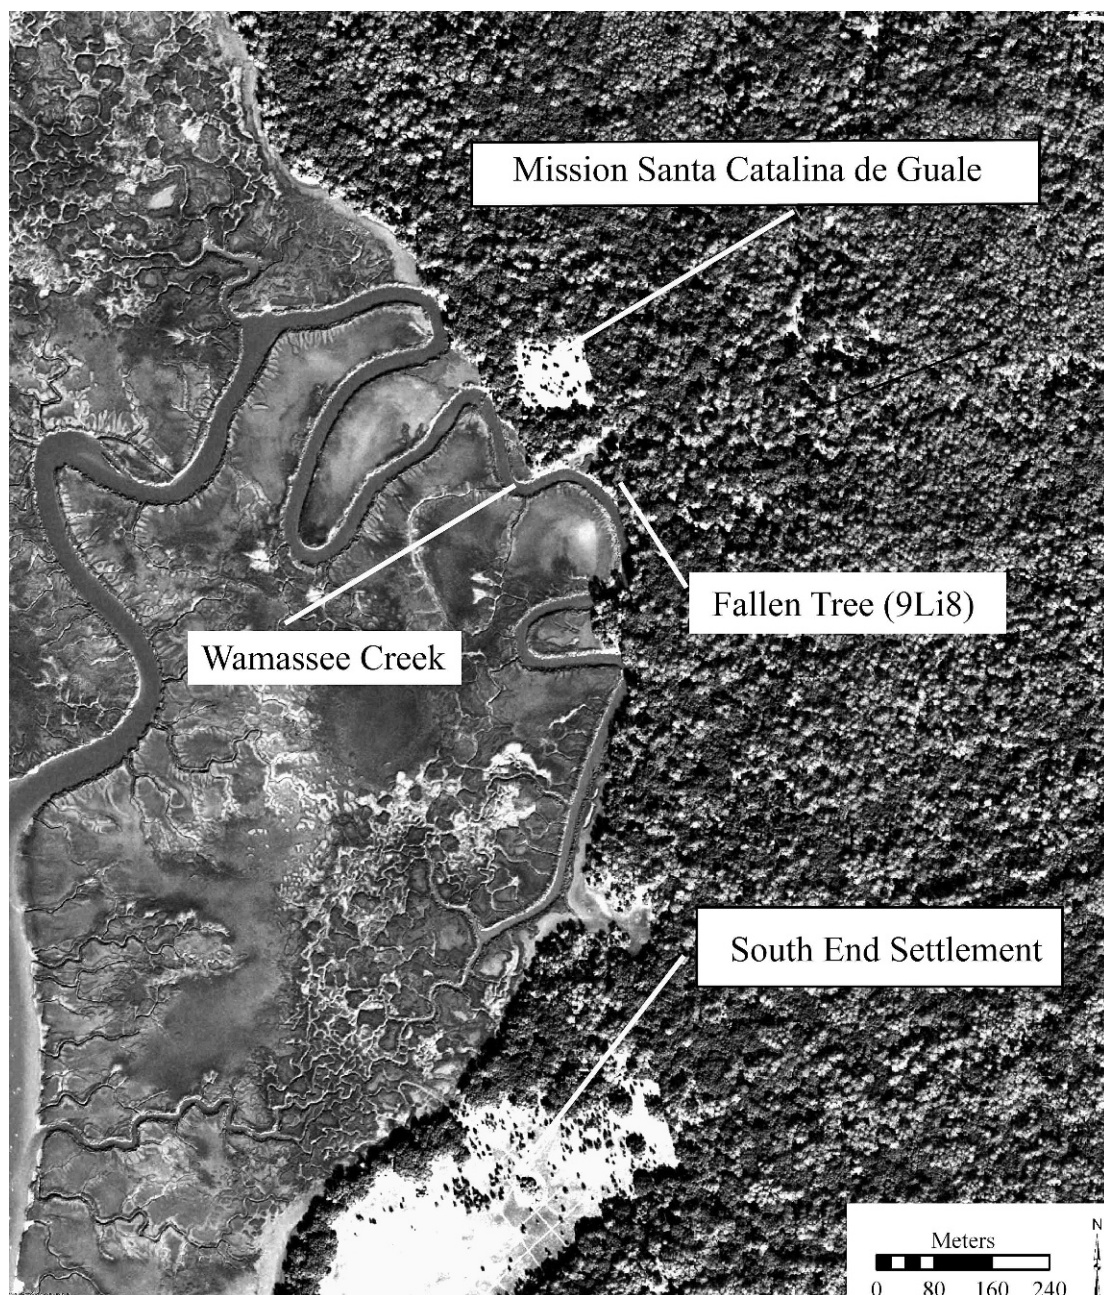 Mission Santa Catalina de Guale
Fallen Tree (9Li8)
Wamassee Creek
South End Settlement
N
Meters
0 80 160 240